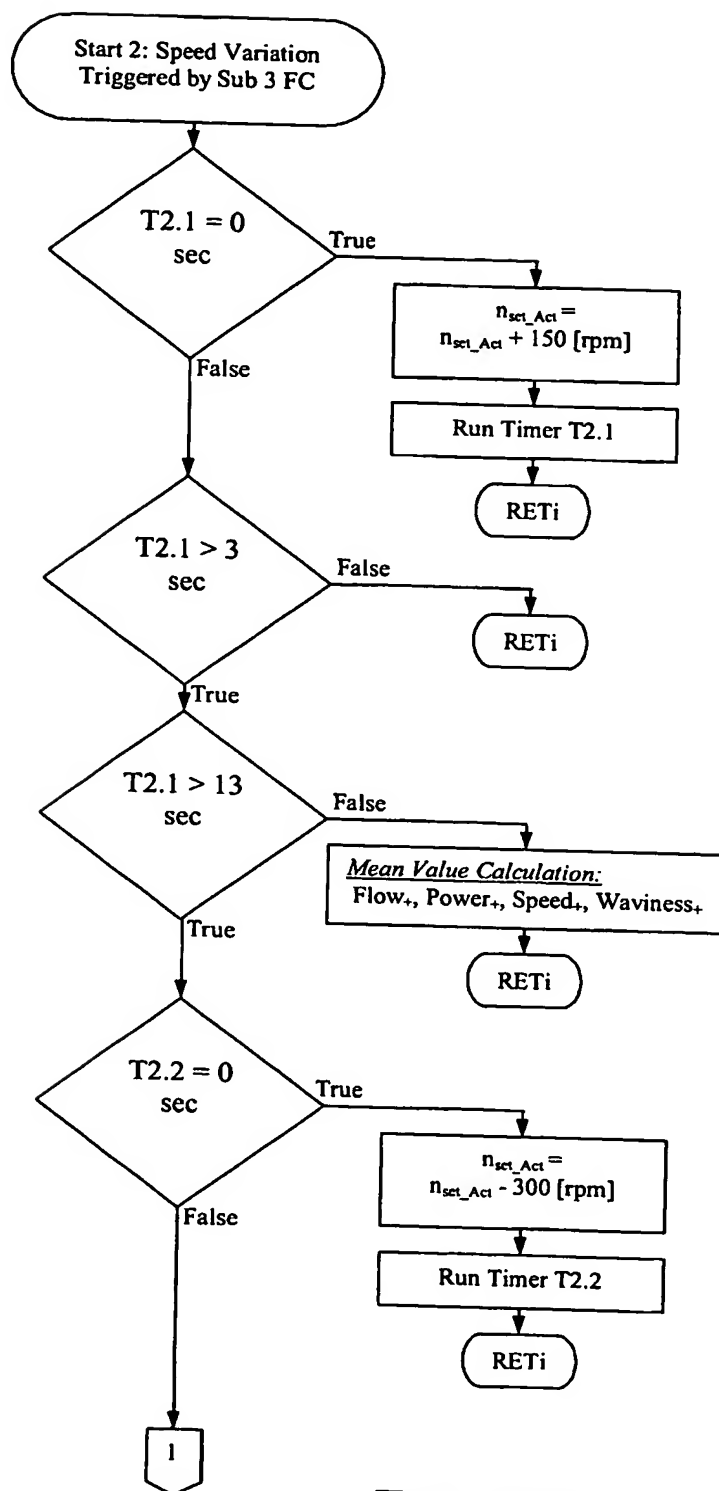 Start 2: Speed Variation
Triggered by Sub 3 FC
T2.1 = 0
sec
True
n_set_Act =
n_set_Act + 150 [rpm]
False
Run Timer T2.1
RETi
T2.1 > 3
sec
False
RETi
True
T2.1 > 13
sec
False
Mean Value Calculation:
Flow₊, Power₊, Speed₊, Waviness₊
True
RETi
T2.2 = 0
sec
True
n_set_Act =
n_set_Act - 300 [rpm]
False
Run Timer T2.2
RETi
1